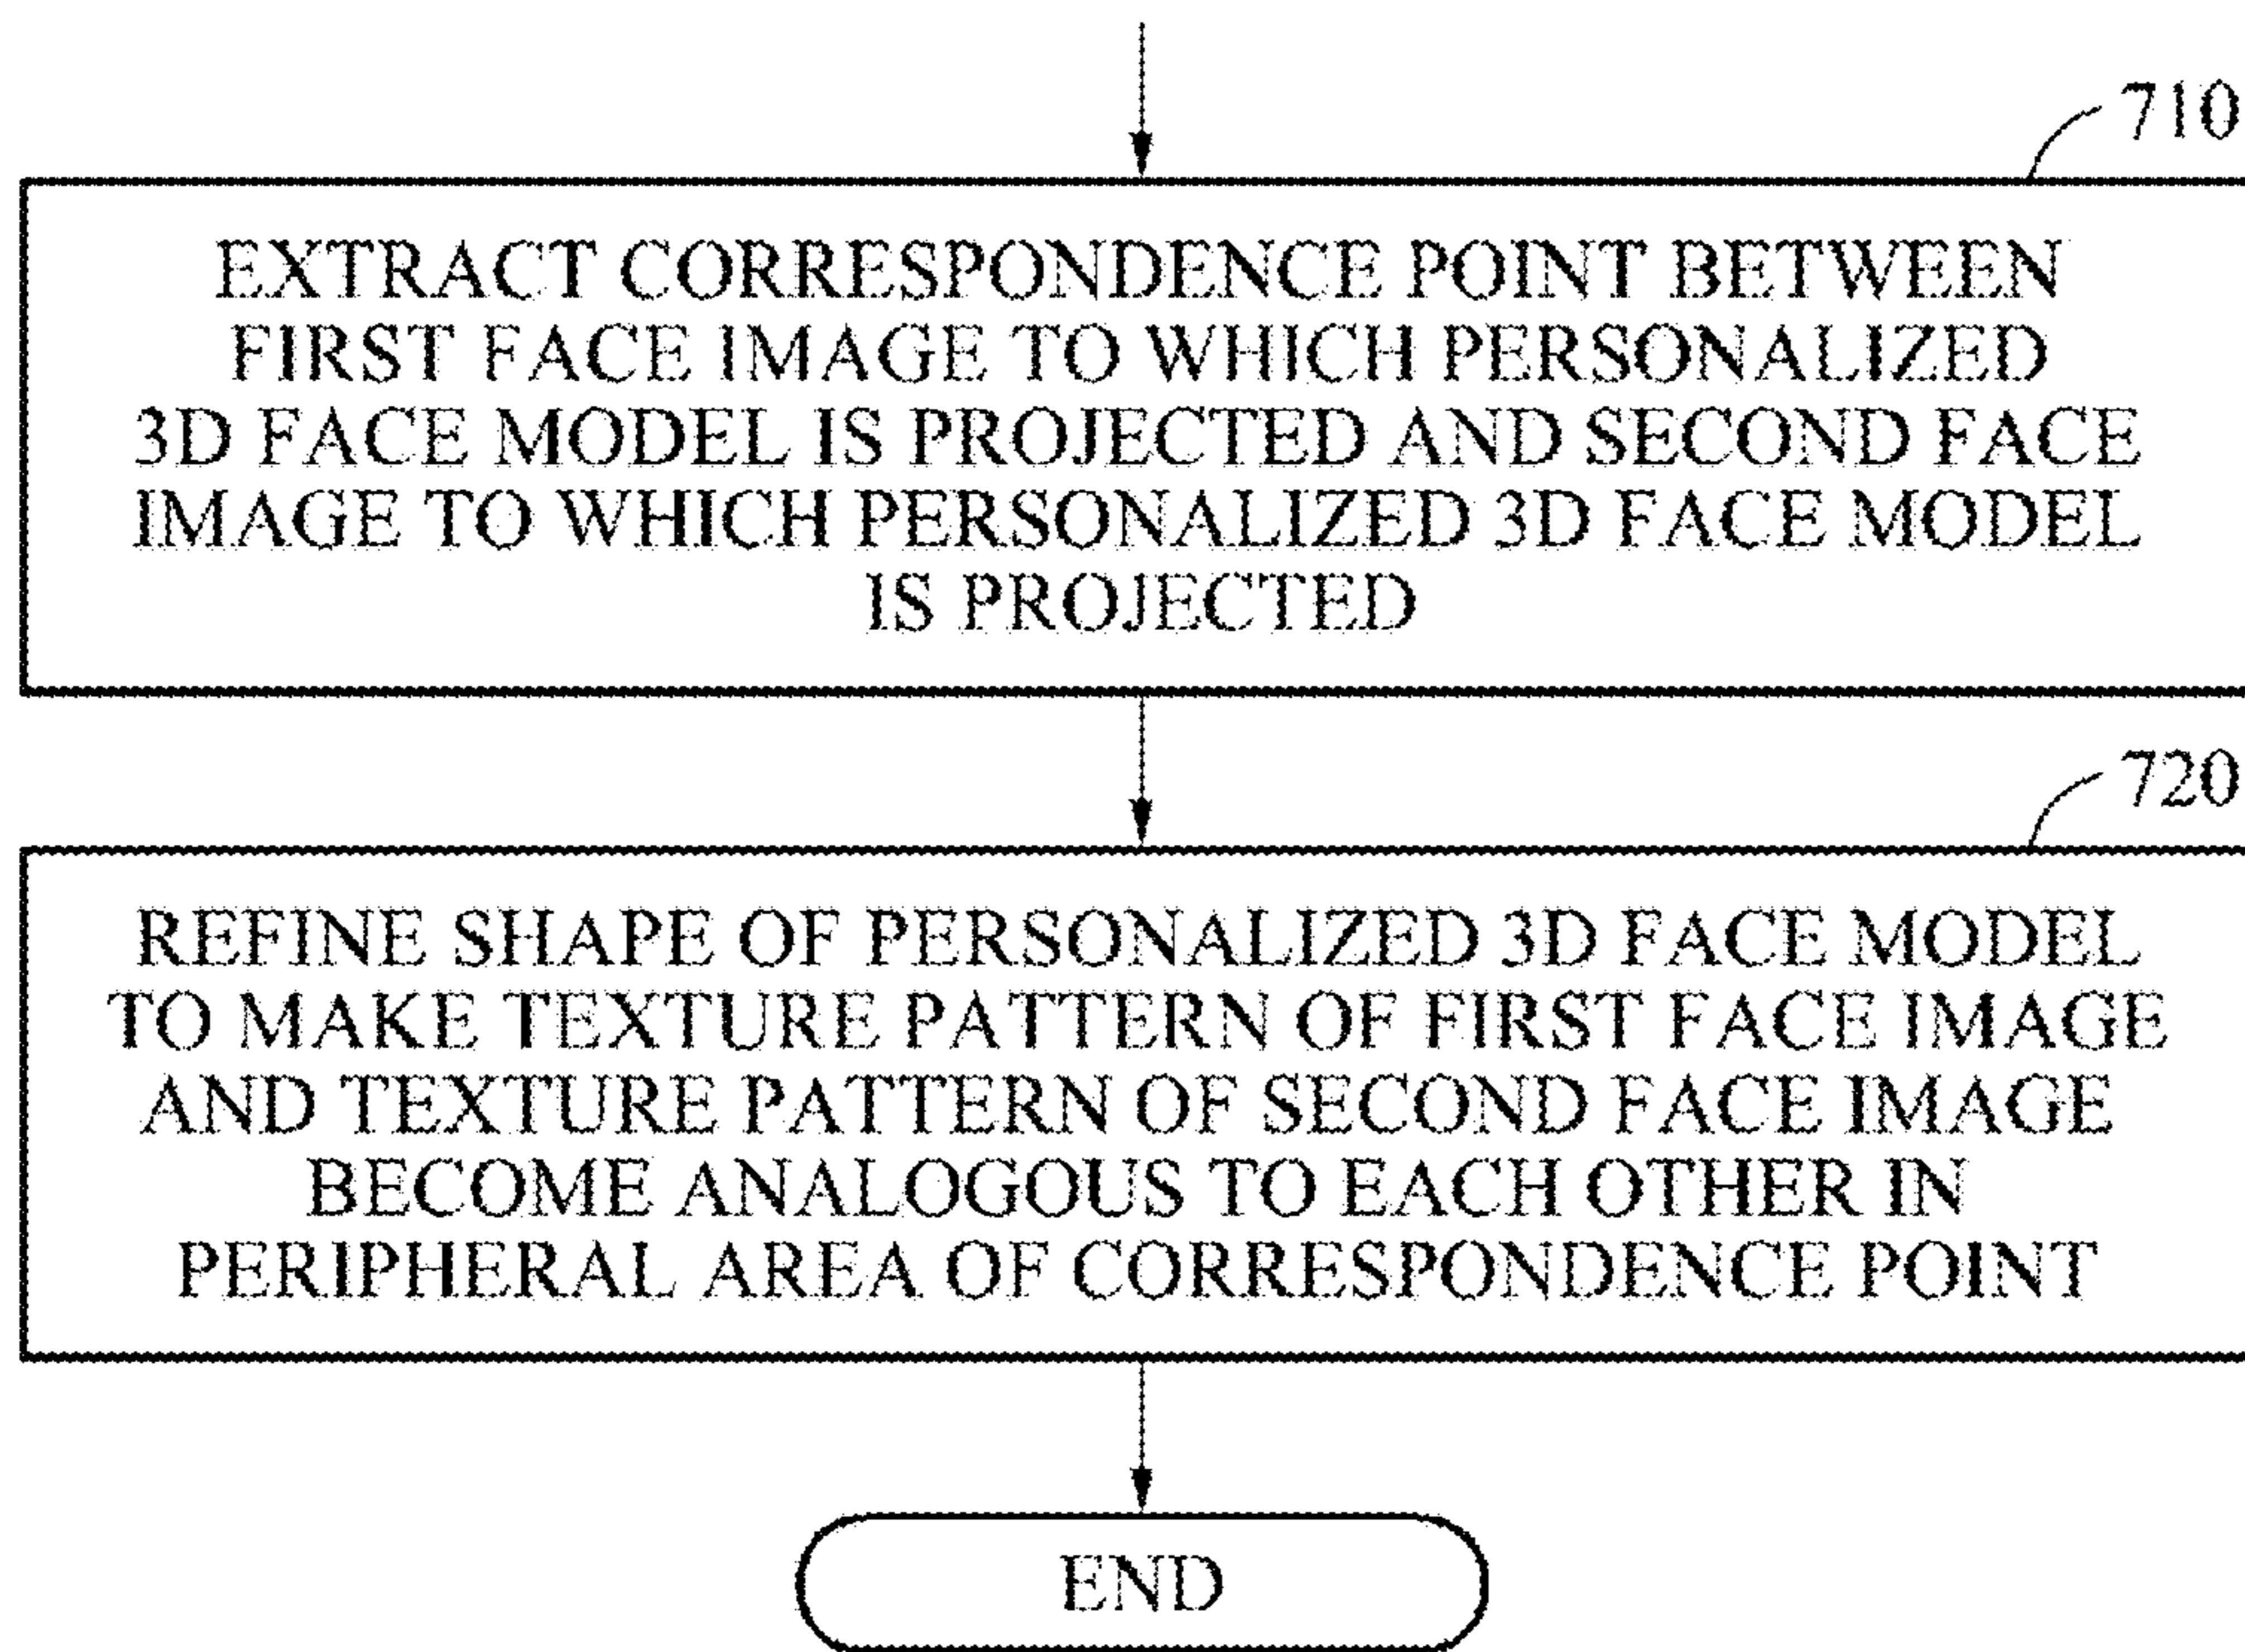 710
EXTRACT CORRESPONDENCE POINT BETWEEN
FIRST FACE IMAGE TO WHICH PERSONALIZED
3D FACE MODEL IS PROJECTED AND SECOND FACE
IMAGE TO WHICH PERSONALIZED 3D FACE MODEL
IS PROJECTED
720
REFINE SHAPE OF PERSONALIZED 3D FACE MODEL
TO MAKE TEXTURE PATTERN OF FIRST FACE IMAGE
AND TEXTURE PATTERN OF SECOND FACE IMAGE
BECOME ANALOGOUS TO EACH OTHER IN
PERIPHERAL AREA OF CORRESPONDENCE POINT
END